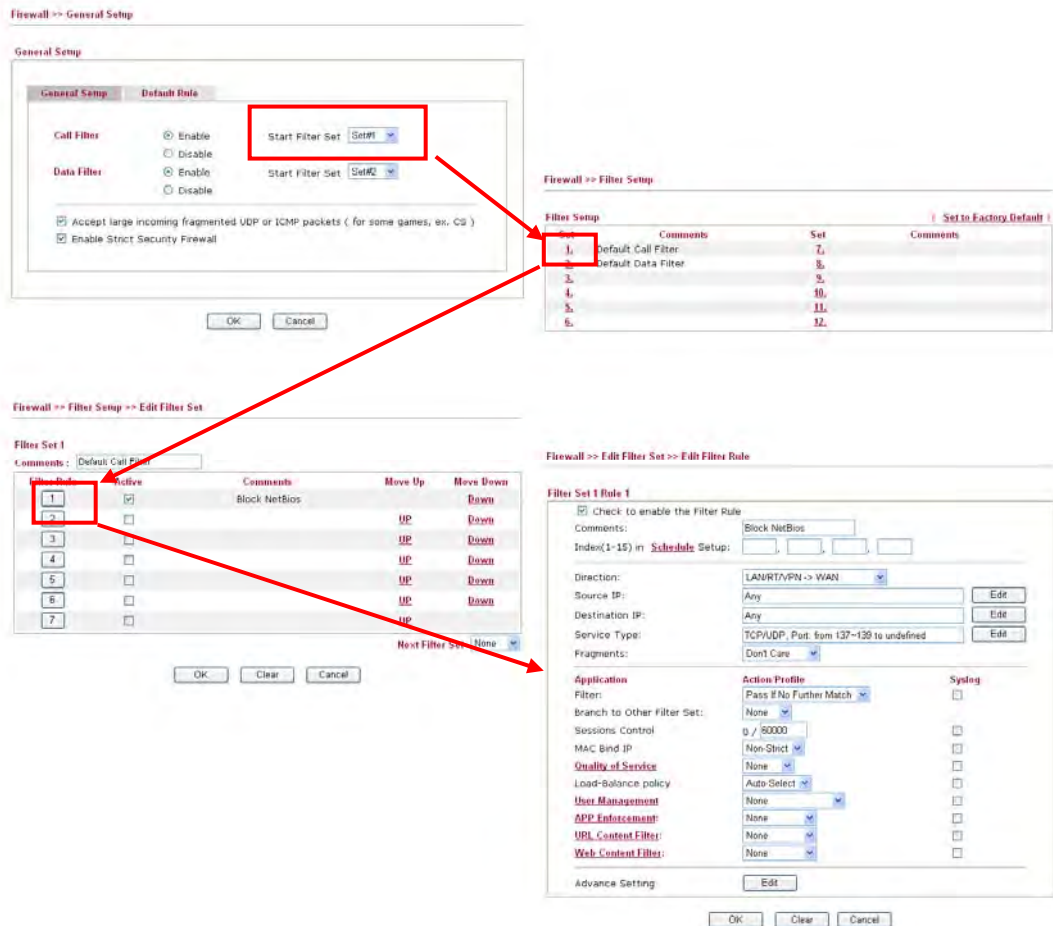 Firewall >> General Setup
General Setup
General Setup Default Rule
Call Filter Enable Start Filter Set Set#1
Disable
Data Filter Enable Start Filter Set Set#2
Disable
Accept large incoming fragmented UDP or ICMP packets ( for some games, ex. CS )
Enable Strict Security Firewall
OK Cancel
Firewall >> Filter Setup
Filter Setup | Set to Factory Default |
Set Comments Set Comments
1. Default Call Filter 7.
2. Default Data Filter 8.
3. 9.
4. 10.
5. 11.
6. 12.
Firewall >> Filter Setup >> Edit Filter Set
Filter Set 1
Comments : Default Call Filter
Filter Rule Active Comments Move Up Move Down
1 Block NetBios Down
2 UP Down
3 UP Down
4 UP Down
5 UP Down
6 UP Down
7 UP
Next Filter Set None
OK Clear Cancel
Firewall >> Edit Filter Set >> Edit Filter Rule
Filter Set 1 Rule 1
Check to enable the Filter Rule
Comments: Block NetBios
Index(1-15) in Schedule Setup: , , ,
Direction: LAN/RT/VPN -> WAN
Source IP: Any Edit
Destination IP: Any Edit
Service Type: TCP/UDP, Port: from 137~139 to undefined Edit
Fragments: Don't Care
Application Action/Profile Syslog
Filter: Pass If No Further Match
Branch to Other Filter Set: None
Sessions Control 0 / 60000
MAC Bind IP Non-Strict
Quality of Service None
Load-Balance policy Auto-Select
User Management None
APP Enforcement: None
URL Content Filter: None
Web Content Filter: None
Advance Setting Edit
OK Clear Cancel